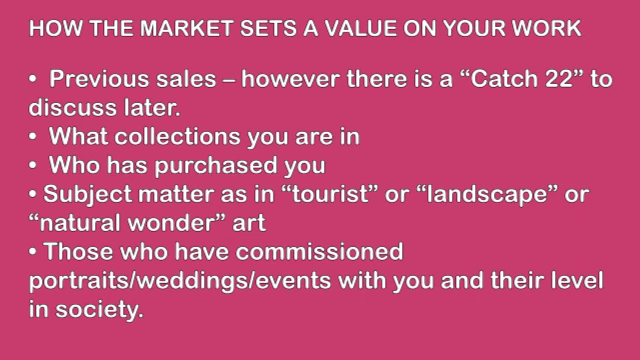 HOW THE MARKET SETS A VALUE ON YOUR WORK
• Previous sales – however there is a “Catch 22” to
discuss later.
• What collections you are in
• Who has purchased you
• Subject matter as in “tourist” or “landscape” or
“natural wonder” art
• Those who have commissioned
portraits/weddings/events with you and their level
in society.